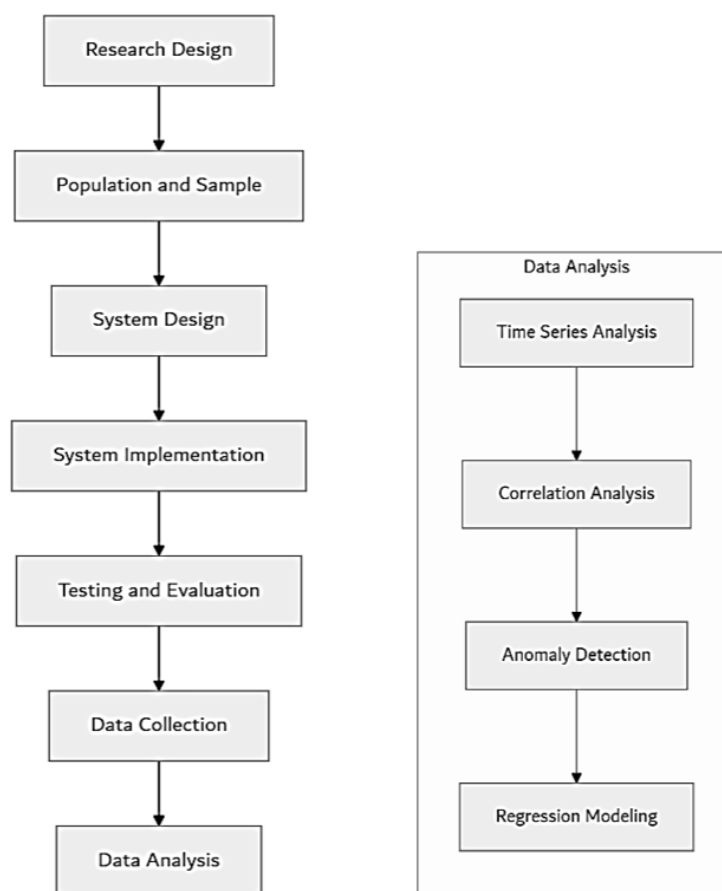 Research Design
Population and Sample
System Design
System Implementation
Testing and Evaluation
Data Collection
Data Analysis
Data Analysis
Time Series Analysis
Correlation Analysis
Anomaly Detection
Regression Modeling